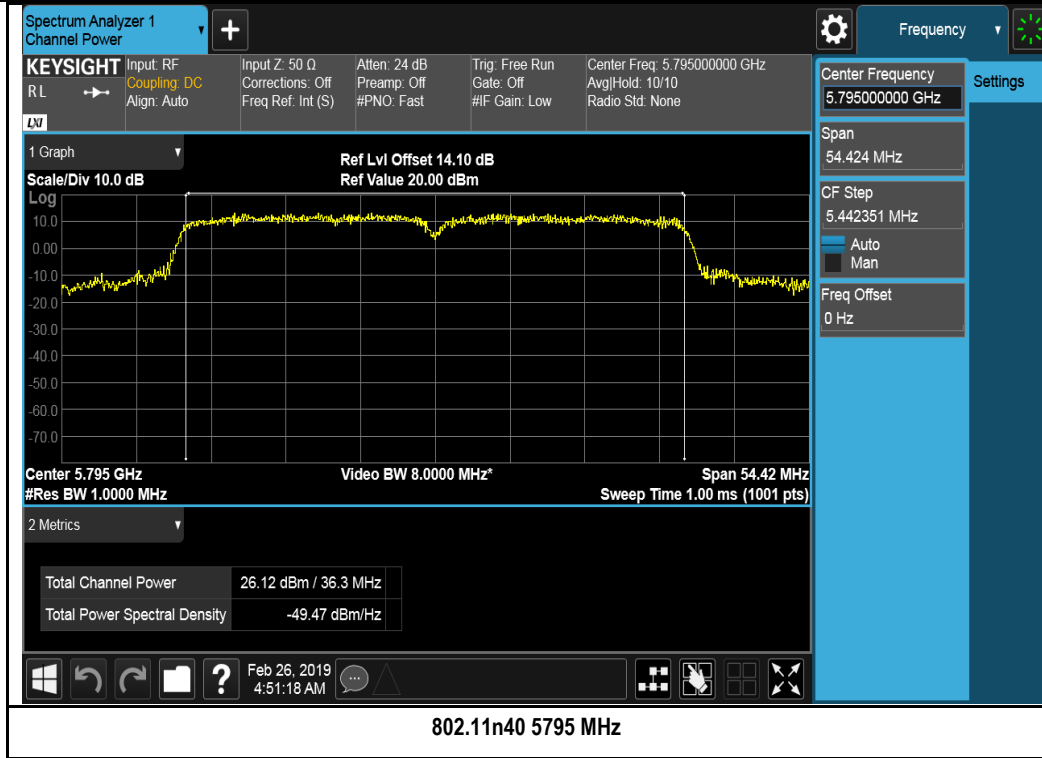 Spectrum Analyzer 1
Channel Power
Frequency
KEYSIGHT
RL
LXI
Input: RF
Coupling: DC
Align: Auto
Input Z: 50 Ω
Corrections: Off
Freq Ref: Int (S)
Atten: 24 dB
Preamp: Off
#PNO: Fast
Trig: Free Run
Gate: Off
#IF Gain: Low
Center Freq: 5.795000000 GHz
Avg|Hold: 10/10
Radio Std: None
Center Frequency
5.795000000 GHz
Settings
Span
54.424 MHz
CF Step
5.442351 MHz
Auto
Man
Freq Offset
0 Hz
1 Graph
Ref Lvl Offset 14.10 dB
Scale/Div 10.0 dB
Ref Value 20.00 dBm
Log
10.0
0.00
-10.0
-20.0
-30.0
-40.0
-50.0
-60.0
-70.0
Center 5.795 GHz
Video BW 8.0000 MHz*
Span 54.42 MHz
#Res BW 1.0000 MHz
Sweep Time 1.00 ms (1001 pts)
2 Metrics
Total Channel Power 26.12 dBm / 36.3 MHz
Total Power Spectral Density -49.47 dBm/Hz
Feb 26, 2019
4:51:18 AM
802.11n40 5795 MHz